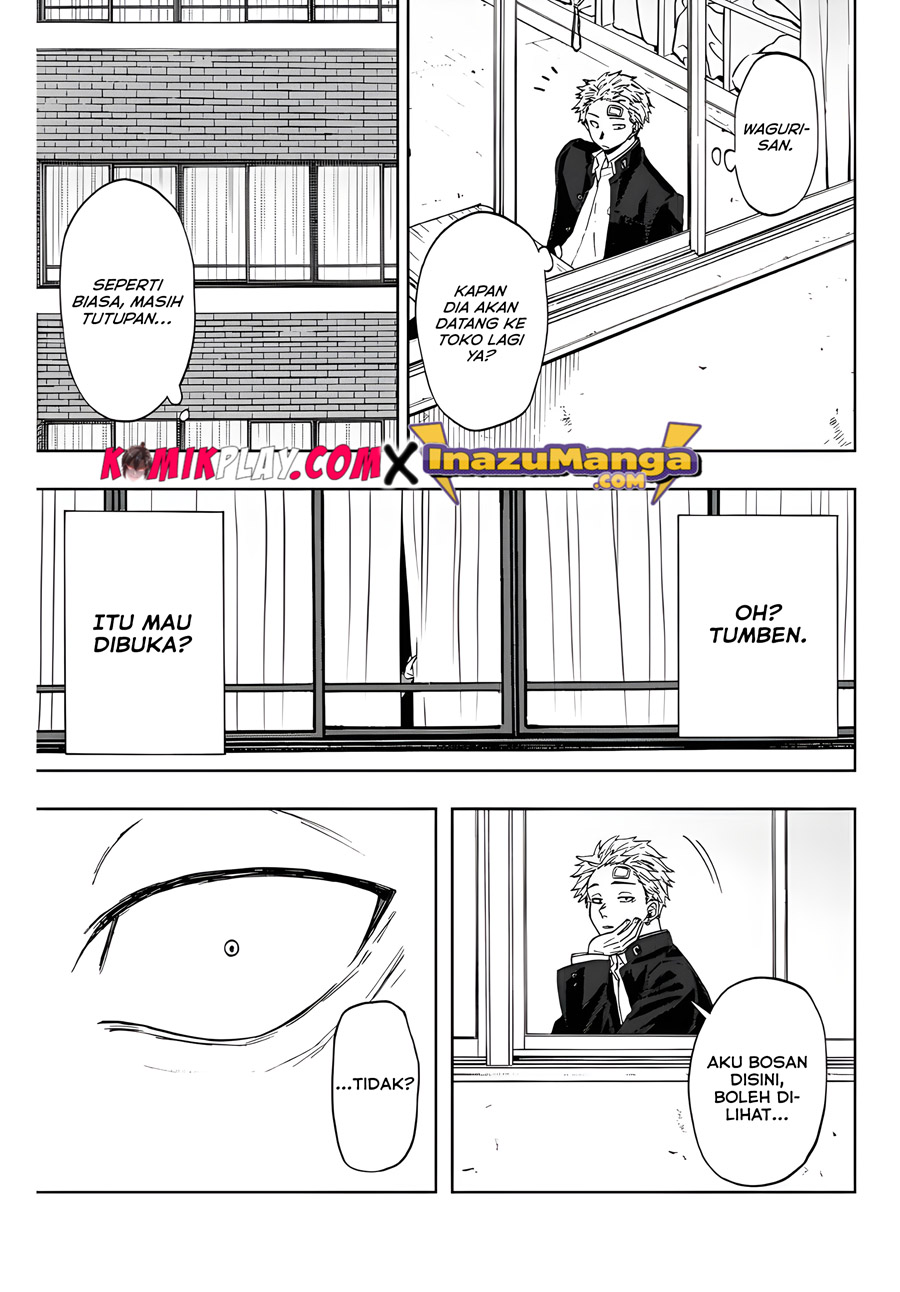 WAGURI-
SAN.
KAPAN
DIA AKAN
DATANG KE
TOKO LAGI
YA?
SEPERTI
BIASA, MASIH
TUTUPAN...
KOMIKPLAY.COM X INAZUMANGA
.COM
OH?
TUMBEN.
ITU MAU
DIBUKA?
AKU BOSAN
DISINI,
BOLEH DI-
LIHAT...
...TIDAK?